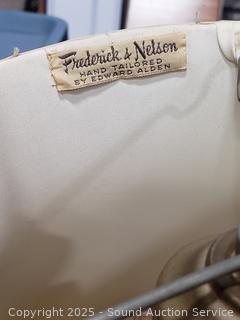 Frederick & Nelson
HAND TAILORED
BY EDWARD ALDEN
Copyright 2025 - Sound Auction Service